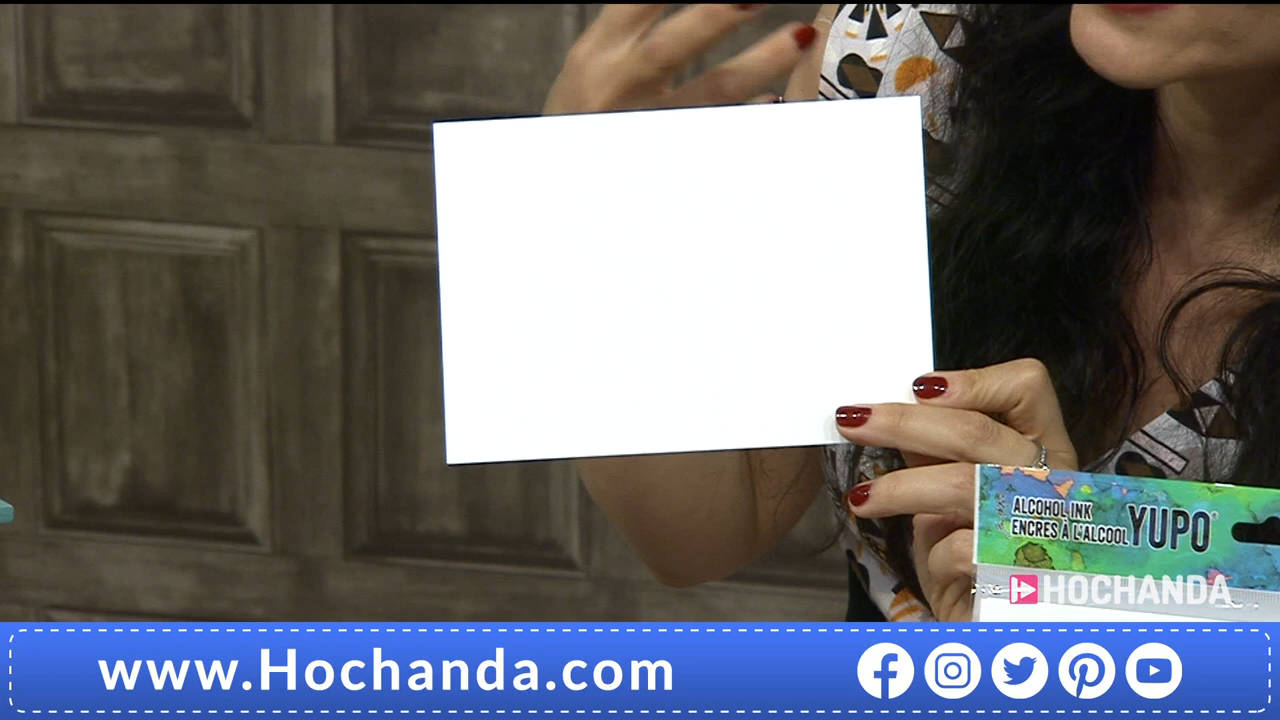 ALCOHOL INK
ENCRES À L'ALCOOL
YUPO®
HOCHANDA
www.Hochanda.com